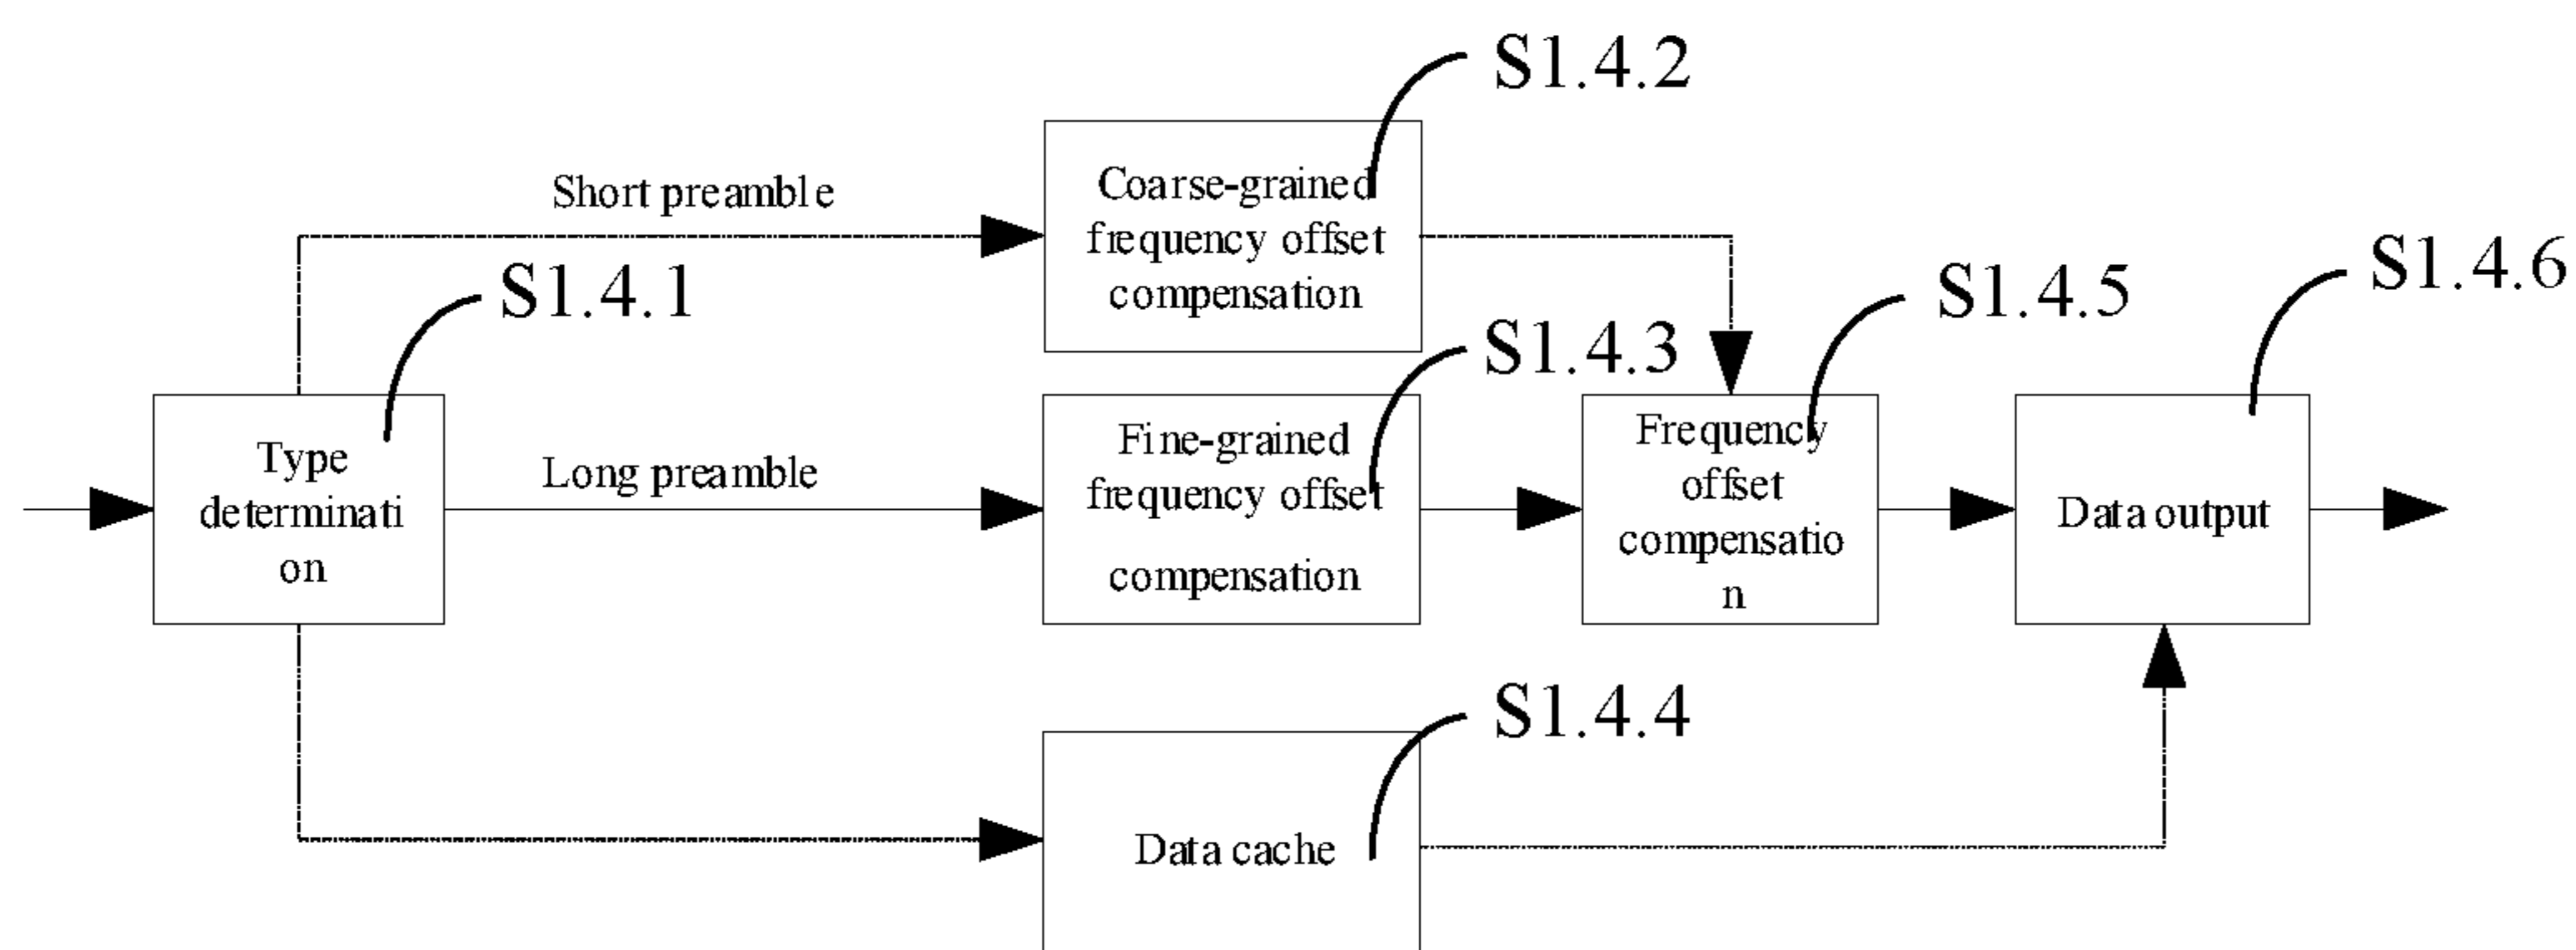 S1.4.2
Coarse-grained
frequency offset
compensation
Short preamble
S1.4.1
S1.4.5
S1.4.6
S1.4.3
Type
determinati
on
Long preamble
Fine-grained
frequency offset
compensation
Frequency
offset
compensatio
n
Data output
S1.4.4
Data cache